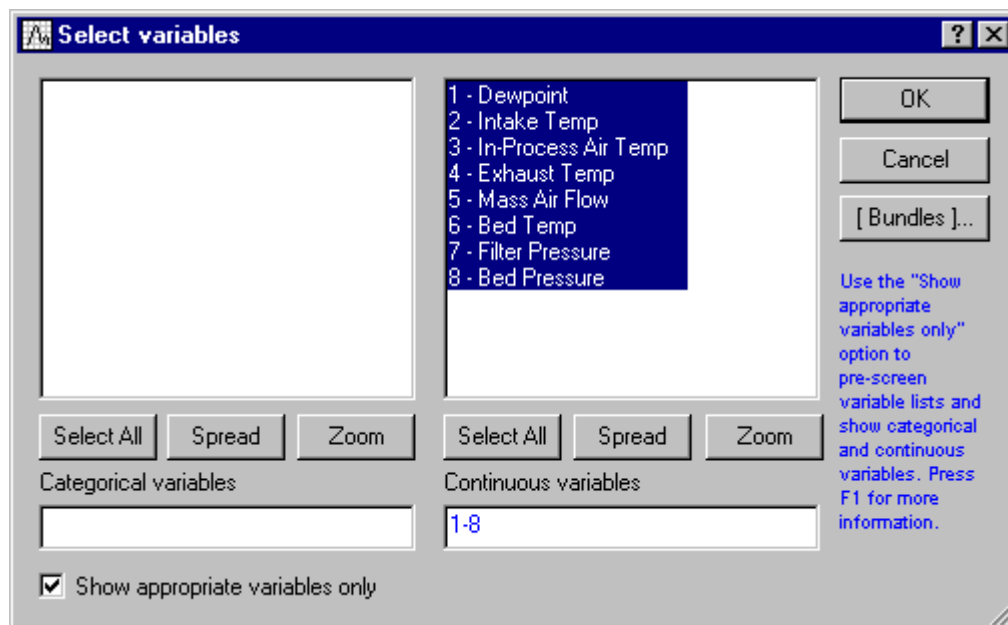 Select variables
1 - Dewpoint
2 - Intake Temp
3 - In-Process Air Temp
4 - Exhaust Temp
5 - Mass Air Flow
6 - Bed Temp
7 - Filter Pressure
8 - Bed Pressure
OK
Cancel
[ Bundles ]...
Use the "Show
appropriate
variables only"
option to
pre-screen
variable lists and
show categorical
and continuous
variables. Press
F1 for more
information.
Select All Spread Zoom
Select All Spread Zoom
Categorical variables
Continuous variables
1-8
Show appropriate variables only